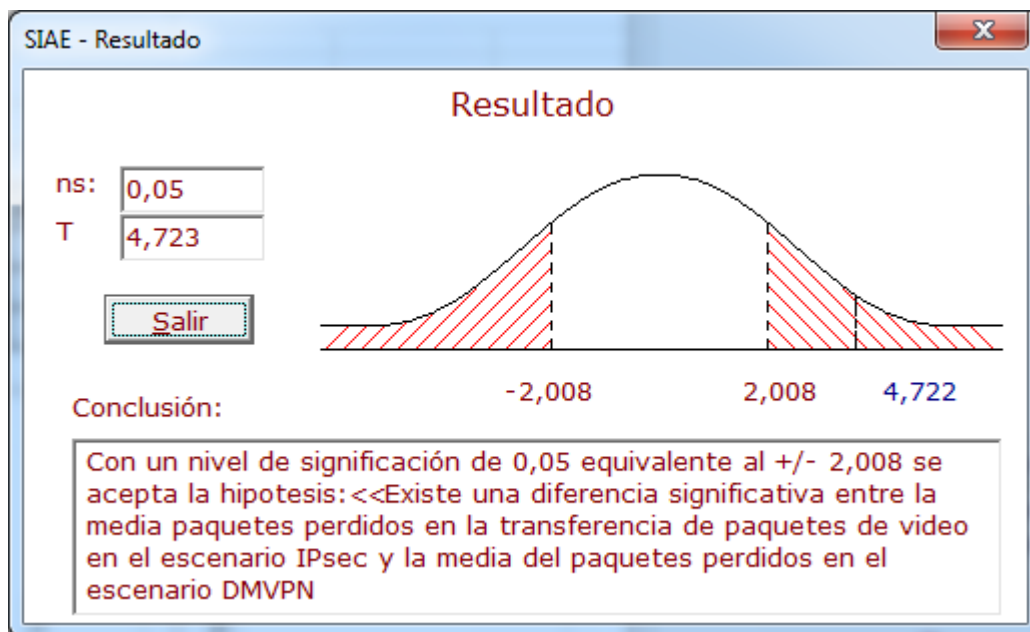 SIAE - Resultado
Resultado
ns: 0,05
T 4,723
Salir
-2,008 2,008 4,722
Conclusión:
Con un nivel de significación de 0,05 equivalente al +/- 2,008 se
acepta la hipotesis:<<Existe una diferencia significativa entre la
media paquetes perdidos en la transferencia de paquetes de video
en el escenario IPsec y la media del paquetes perdidos en el
escenario DMVPN